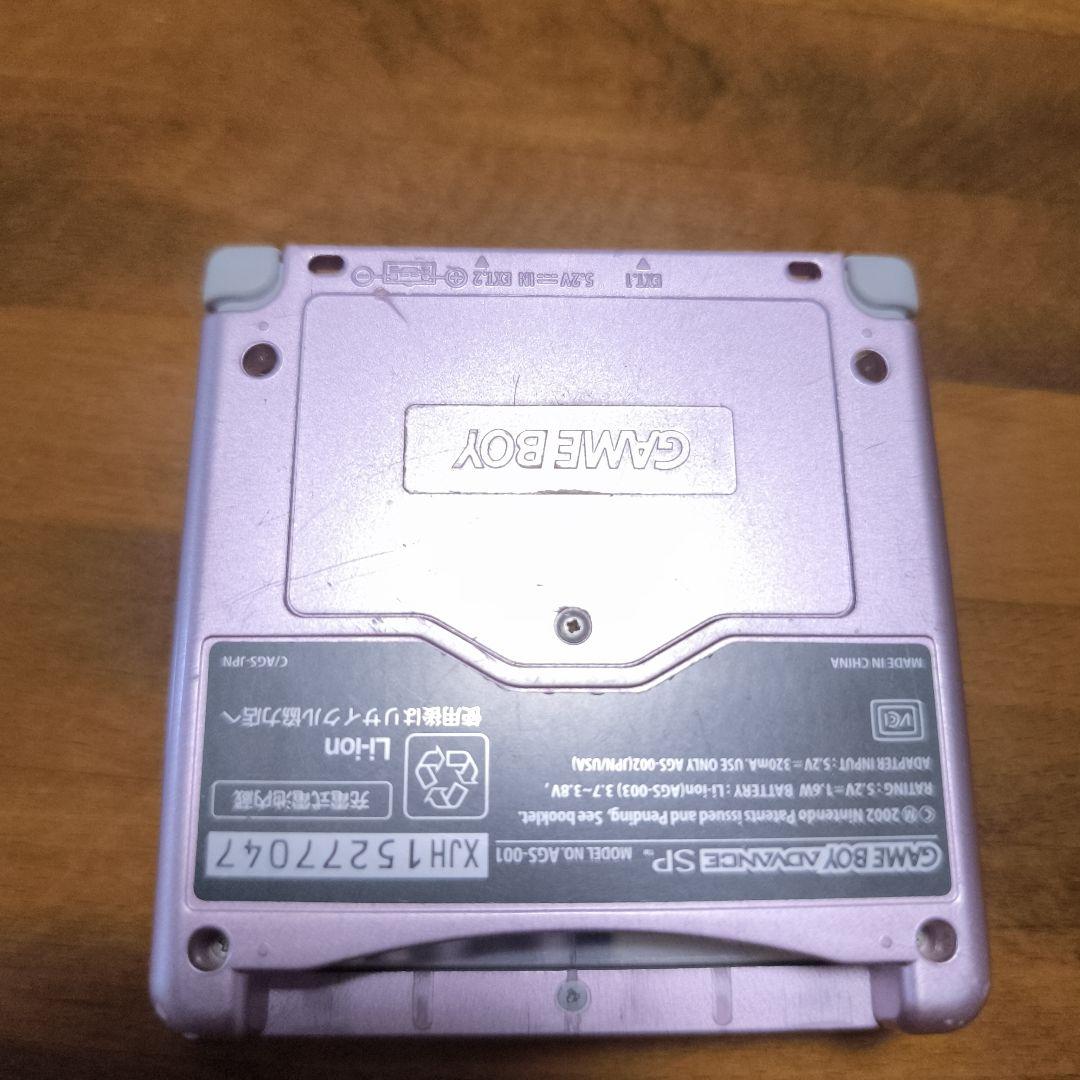 GAME BOY ADVANCE SP™ MODEL NO. AGS-001 XJH15277047
Ⓜ 2002 Nintendo Patents issued and Pending. See booklet.
RATING : 5.2V⎓1.6W BATTERY : Li-ion(AGS-003) 3.7~3.8V,
ADAPTER INPUT : 5.2V⎓320mA. USE ONLY AGS-002(JPN/USA)
充電式電池内蔵
Li-ion
使用後はリサイクル協力店へ
VCI
MADE IN CHINA
C/AGS-JPN
GAME BOY
EXT.1
5.2V⎓IN EXT.2